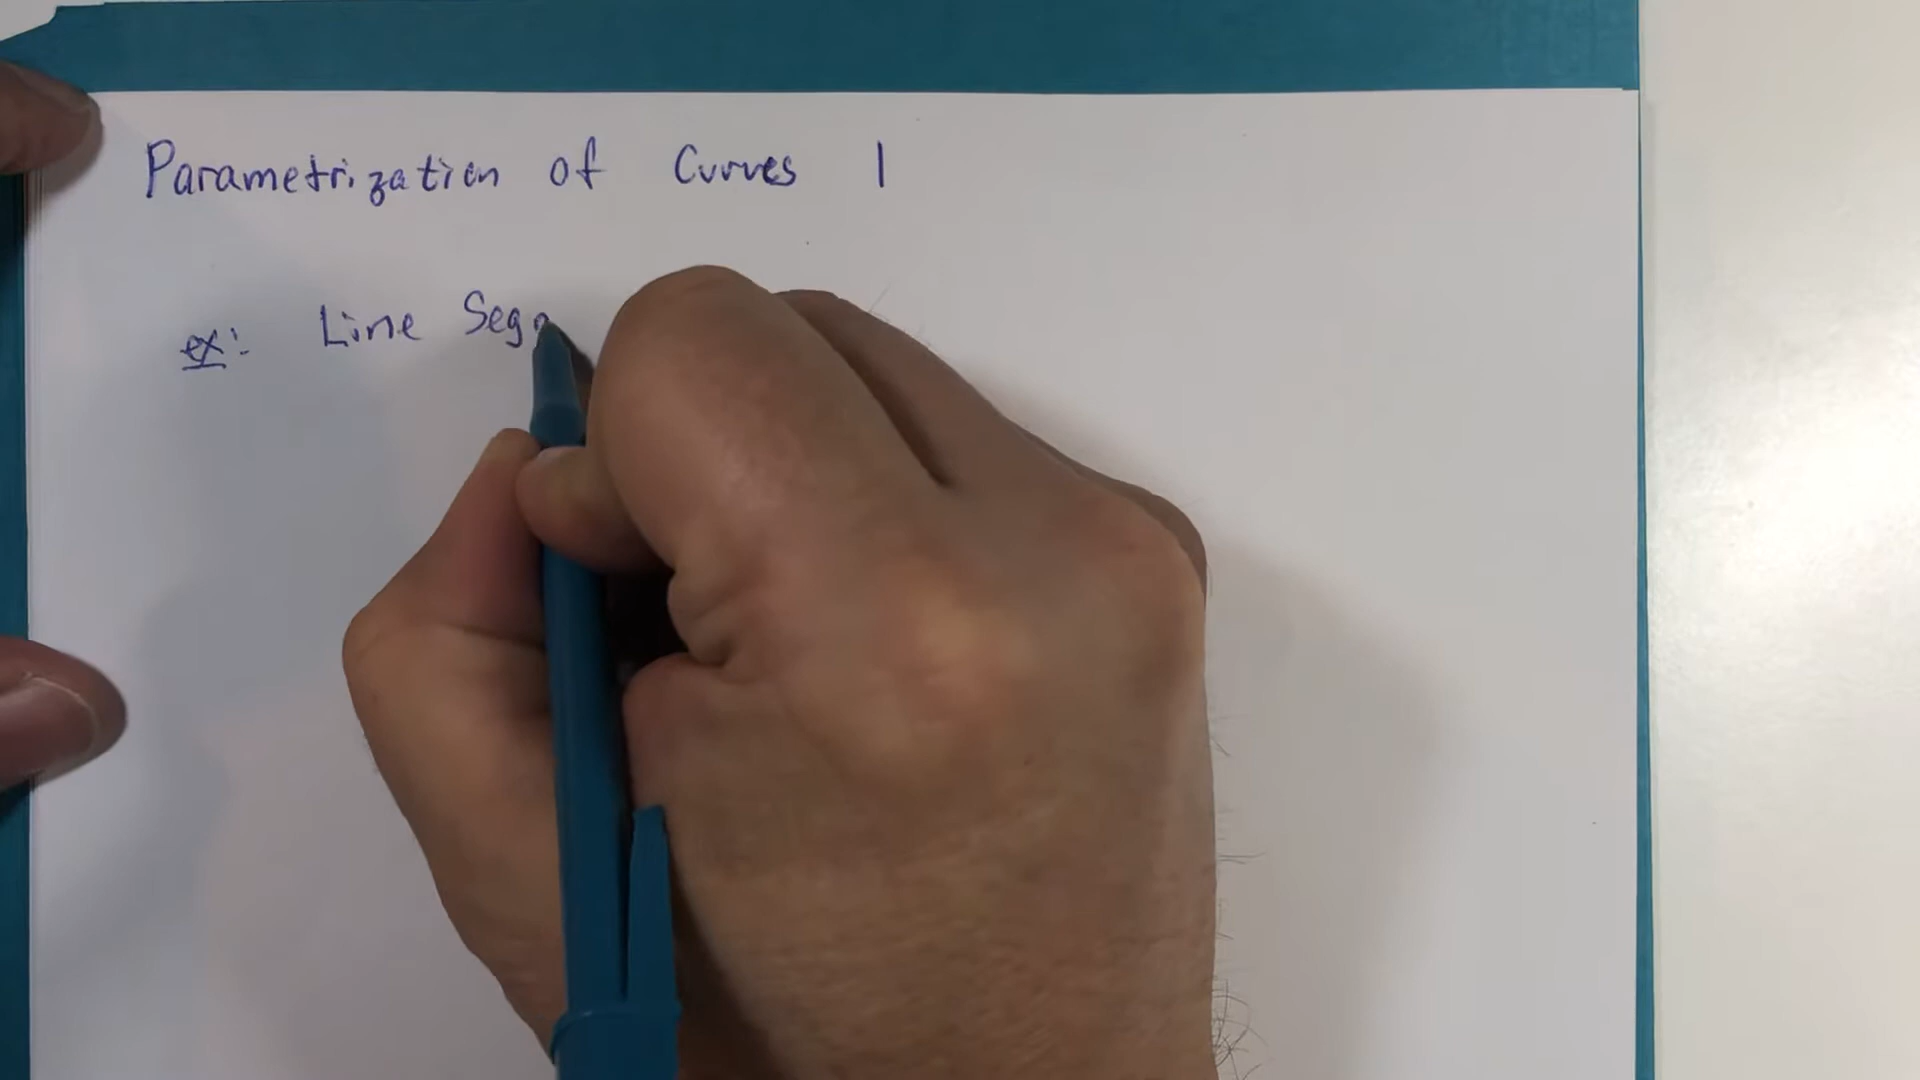 Parametrization of Curves 1
ex: Line Seg